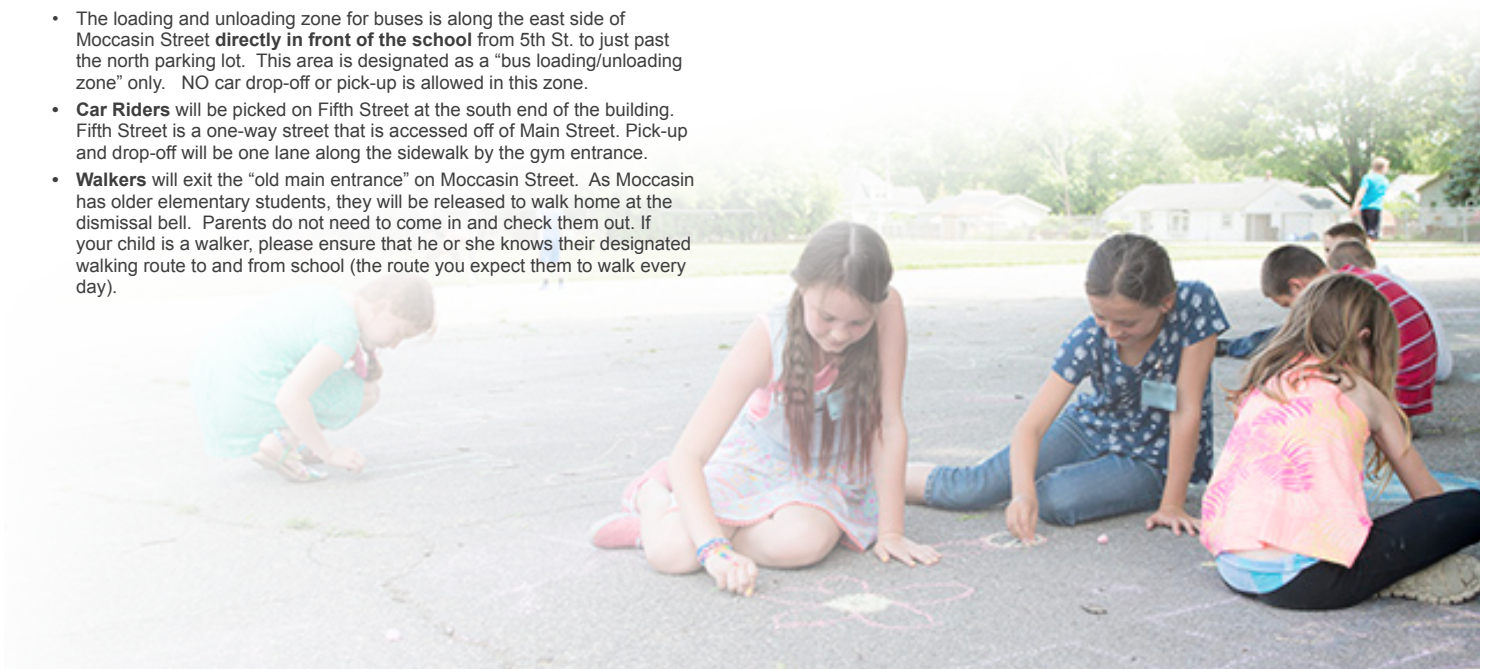 • The loading and unloading zone for buses is along the east side of
Moccasin Street directly in front of the school from 5th St. to just past
the north parking lot.  This area is designated as a “bus loading/unloading
zone” only.   NO car drop-off or pick-up is allowed in this zone.
• Car Riders will be picked on Fifth Street at the south end of the building.
Fifth Street is a one-way street that is accessed off of Main Street. Pick-up
and drop-off will be one lane along the sidewalk by the gym entrance.
• Walkers will exit the “old main entrance” on Moccasin Street.  As Moccasin
has older elementary students, they will be released to walk home at the
dismissal bell.  Parents do not need to come in and check them out. If
your child is a walker, please ensure that he or she knows their designated
walking route to and from school (the route you expect them to walk every
day).